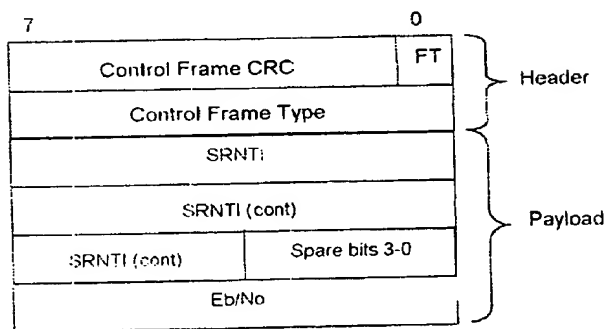 7 0
Control Frame CRC FT
Header
Control Frame Type
SRNTI
SRNTI (cont)
Payload
SRNTI (cont) Spare bits 3-0
Eb/No